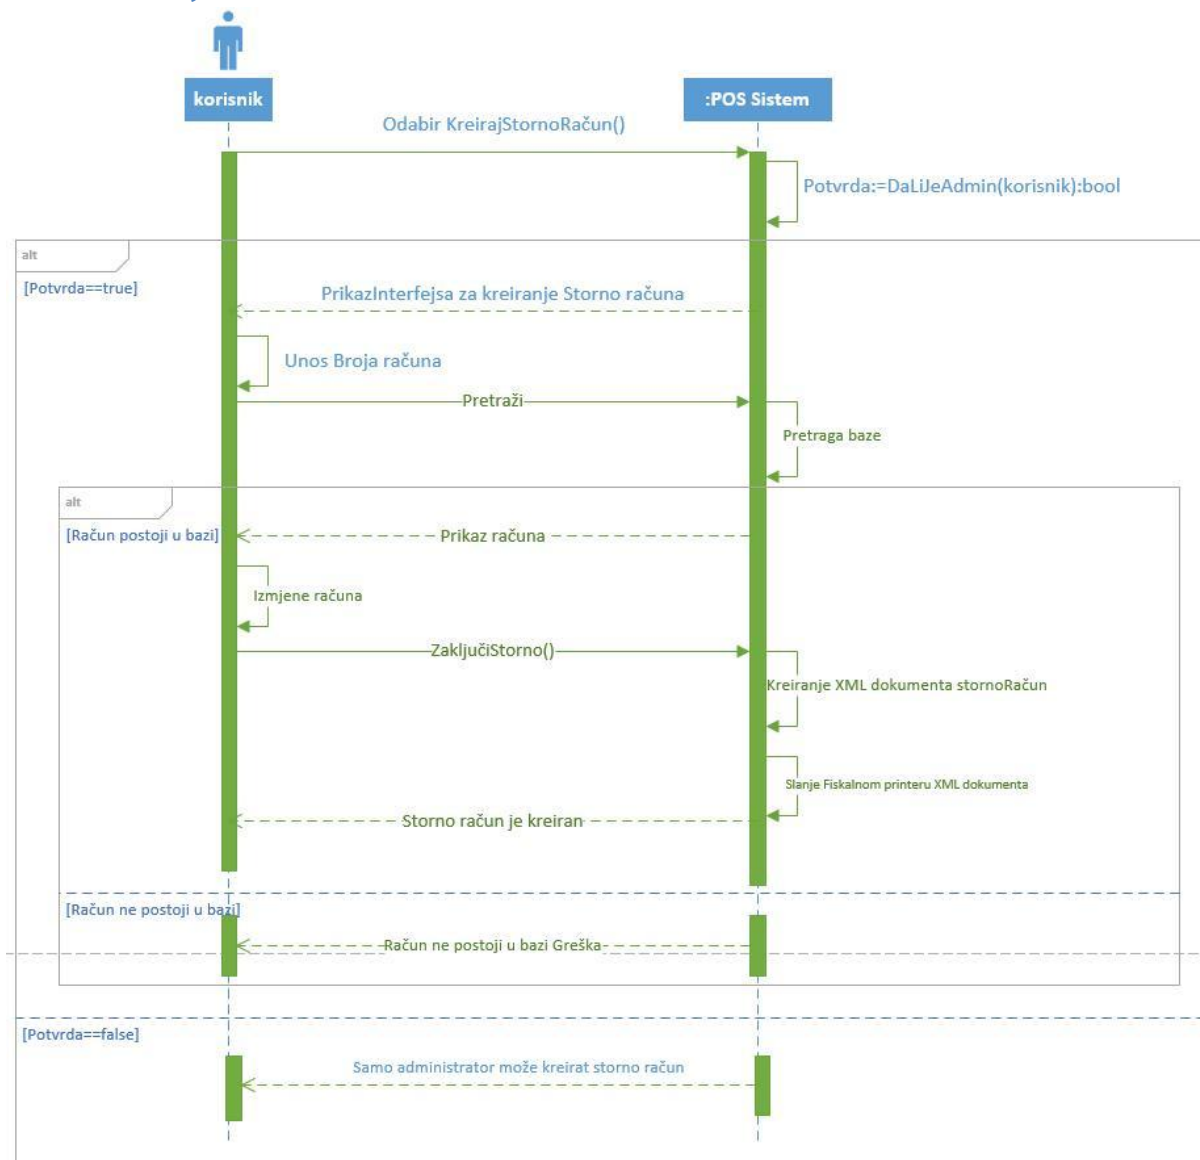 korisnik
:POS Sistem
Odabir KreirajStornoRačun()
Potvrda:=DaLiJeAdmin(korisnik):bool
alt
[Potvrda==true]
PrikazInterfejsa za kreiranje Storno računa
Unos Broja računa
Pretraži
Pretraga baze
alt
[Račun postoji u bazi]
Prikaz računa
Izmjene računa
ZaključiStorno()
Kreiranje XML dokumenta stornoRačun
Slanje Fiskalnom printeru XML dokumenta
Storno račun je kreiran
[Račun ne postoji u bazi]
Račun ne postoji u bazi Greška
[Potvrda==false]
Samo administrator može kreirat storno račun